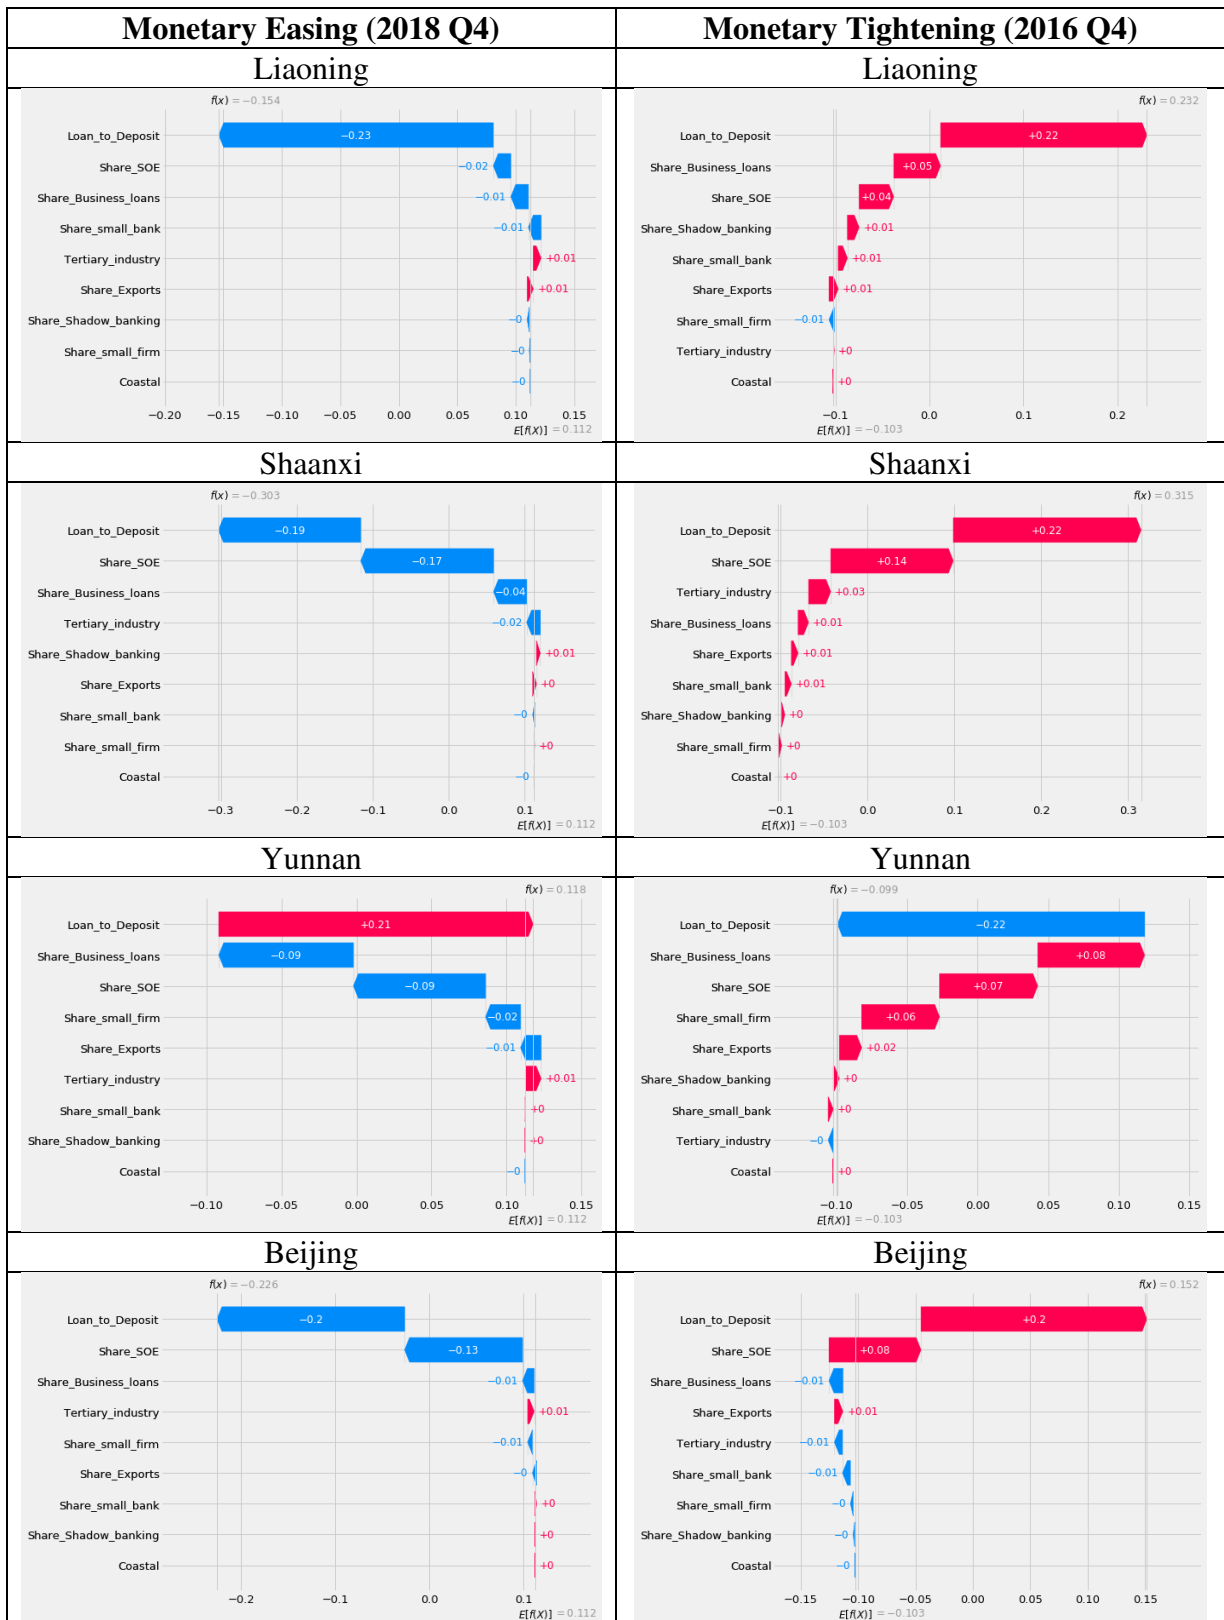 Monetary Easing (2018 Q4)
Monetary Tightening (2016 Q4)
Liaoning
Liaoning
f(x) = −0.154
Loan_to_Deposit −0.23
Share_SOE −0.02
Share_Business_loans −0.01
Share_small_bank −0.01
Tertiary_industry +0.01
Share_Exports +0.01
Share_Shadow_banking −0
Share_small_firm −0
Coastal −0
−0.20 −0.15 −0.10 −0.05 0.00 0.05 0.10 0.15
E[f(X)] = 0.112
f(x) = 0.232
Loan_to_Deposit +0.22
Share_Business_loans +0.05
Share_SOE +0.04
Share_Shadow_banking +0.01
Share_small_bank +0.01
Share_Exports +0.01
Share_small_firm −0.01
Tertiary_industry +0
Coastal +0
−0.1 0.0 0.1 0.2
E[f(X)] = −0.103
Shaanxi
Shaanxi
f(x) = −0.303
Loan_to_Deposit −0.19
Share_SOE −0.17
Share_Business_loans −0.04
Tertiary_industry −0.02
Share_Shadow_banking +0.01
Share_Exports +0
Share_small_bank −0
Share_small_firm +0
Coastal −0
−0.3 −0.2 −0.1 0.0 0.1
E[f(X)] = 0.112
f(x) = 0.315
Loan_to_Deposit +0.22
Share_SOE +0.14
Tertiary_industry +0.03
Share_Business_loans +0.01
Share_Exports +0.01
Share_small_bank +0.01
Share_Shadow_banking +0
Share_small_firm +0
Coastal +0
−0.1 0.0 0.1 0.2 0.3
E[f(X)] = −0.103
Yunnan
Yunnan
f(x) = 0.118
Loan_to_Deposit +0.21
Share_Business_loans −0.09
Share_SOE −0.09
Share_small_firm −0.02
Share_Exports −0.01
Tertiary_industry +0.01
Share_small_bank +0
Share_Shadow_banking +0
Coastal −0
−0.10 −0.05 0.00 0.05 0.10 0.15
E[f(X)] = 0.112
f(x) = −0.099
Loan_to_Deposit −0.22
Share_Business_loans +0.08
Share_SOE +0.07
Share_small_firm +0.06
Share_Exports +0.02
Share_Shadow_banking +0
Share_small_bank +0
Tertiary_industry −0
Coastal +0
−0.10 −0.05 0.00 0.05 0.10 0.15
E[f(X)] = −0.103
Beijing
Beijing
f(x) = −0.226
Loan_to_Deposit −0.2
Share_SOE −0.13
Share_Business_loans −0.01
Tertiary_industry +0.01
Share_small_firm −0.01
Share_Exports −0
Share_small_bank +0
Share_Shadow_banking +0
Coastal +0
−0.2 −0.1 0.0 0.1
E[f(X)] = 0.112
f(x) = 0.152
Loan_to_Deposit +0.2
Share_SOE +0.08
Share_Business_loans −0.01
Share_Exports +0.01
Tertiary_industry −0.01
Share_small_bank −0.01
Share_small_firm −0
Share_Shadow_banking −0
Coastal −0
−0.15 −0.10 −0.05 0.00 0.05 0.10 0.15
E[f(X)] = −0.103